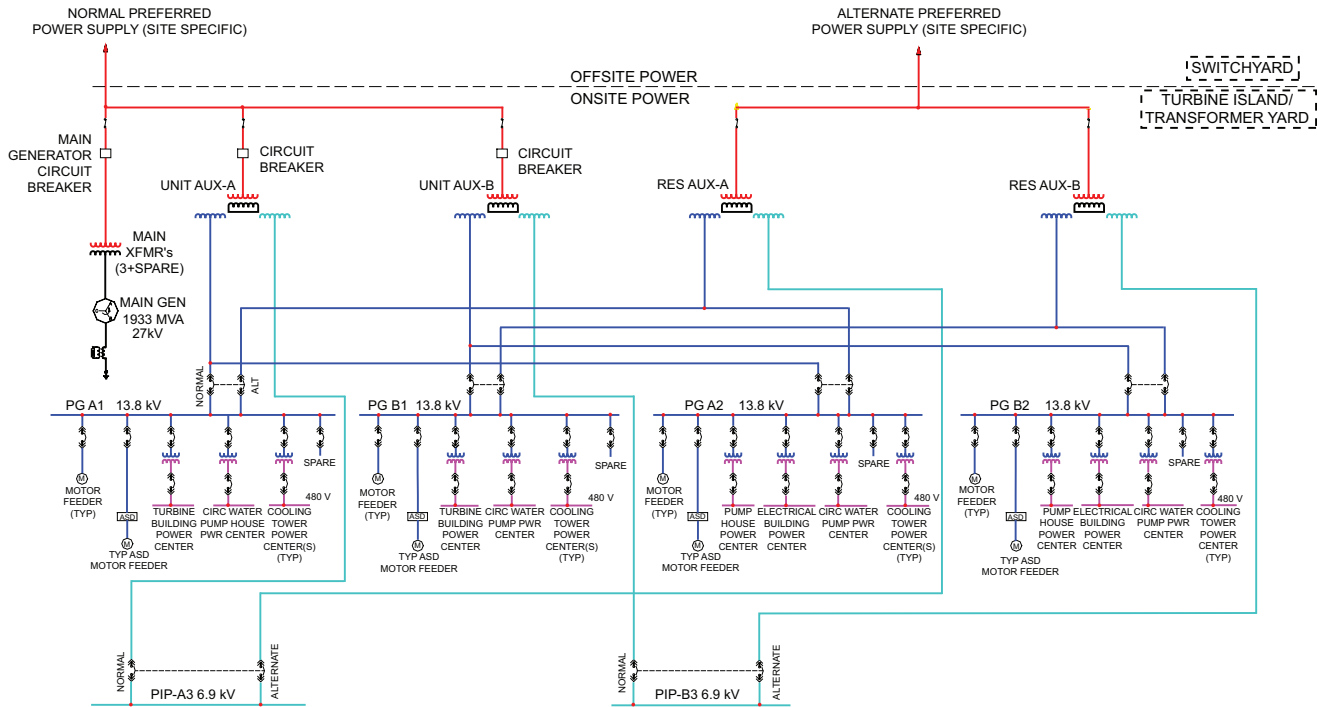 NORMAL PREFERRED
POWER SUPPLY (SITE SPECIFIC)
ALTERNATE PREFERRED
POWER SUPPLY (SITE SPECIFIC)
OFFSITE POWER
ONSITE POWER
SWITCHYARD
TURBINE ISLAND/
TRANSFORMER YARD
MAIN
GENERATOR
CIRCUIT
BREAKER
CIRCUIT
BREAKER
CIRCUIT
BREAKER
UNIT AUX-A
UNIT AUX-B
RES AUX-A
RES AUX-B
MAIN
XFMR's
(3+SPARE)
MAIN GEN
1933 MVA
27kV
NORMAL
ALT
PG A1 13.8 kV
PG B1 13.8 kV
PG A2 13.8 kV
PG B2 13.8 kV
M
MOTOR
FEEDER
(TYP)
ASD
M
TYP ASD
MOTOR FEEDER
TURBINE
BUILDING
POWER
CENTER
CIRC WATER
PUMP HOUSE
PWR CENTER
COOLING
TOWER
POWER
CENTER(S)
(TYP)
SPARE
480 V
M
MOTOR
FEEDER
(TYP)
ASD
M
TYP ASD
MOTOR FEEDER
TURBINE
BUILDING
POWER
CENTER
CIRC WATER
PUMP PWR
CENTER
COOLING
TOWER
POWER
CENTER(S)
(TYP)
SPARE
480 V
M
MOTOR
FEEDER
(TYP)
ASD
M
TYP ASD
MOTOR FEEDER
PUMP
HOUSE
POWER
CENTER
ELECTRICAL
BUILDING
POWER
CENTER
CIRC WATER
PUMP PWR
CENTER
SPARE
COOLING
TOWER
POWER
CENTER(S)
(TYP)
480 V
M
MOTOR
FEEDER
(TYP)
ASD
M
TYP ASD
MOTOR FEEDER
PUMP
HOUSE
POWER
CENTER
ELECTRICAL
BUILDING
POWER
CENTER
CIRC WATER
PUMP PWR
CENTER
SPARE
COOLING
TOWER
POWER
CENTER
(TYP)
480 V
NORMAL
ALTERNATE
PIP-A3 6.9 kV
NORMAL
ALTERNATE
PIP-B3 6.9 kV